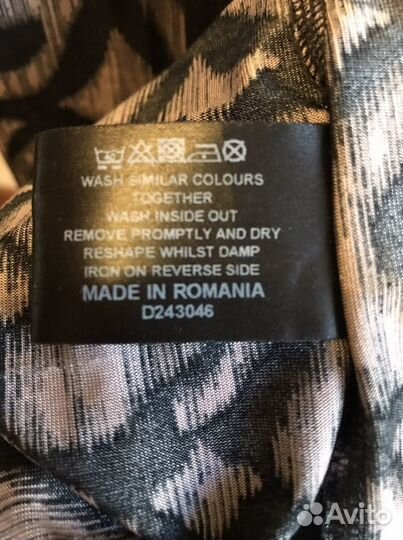 WASH SIMILAR COLOURS
TOGETHER
WASH INSIDE OUT
REMOVE PROMPTLY AND DRY
RESHAPE WHILST DAMP
IRON ON REVERSE SIDE
MADE IN ROMANIA
D243046
Avito